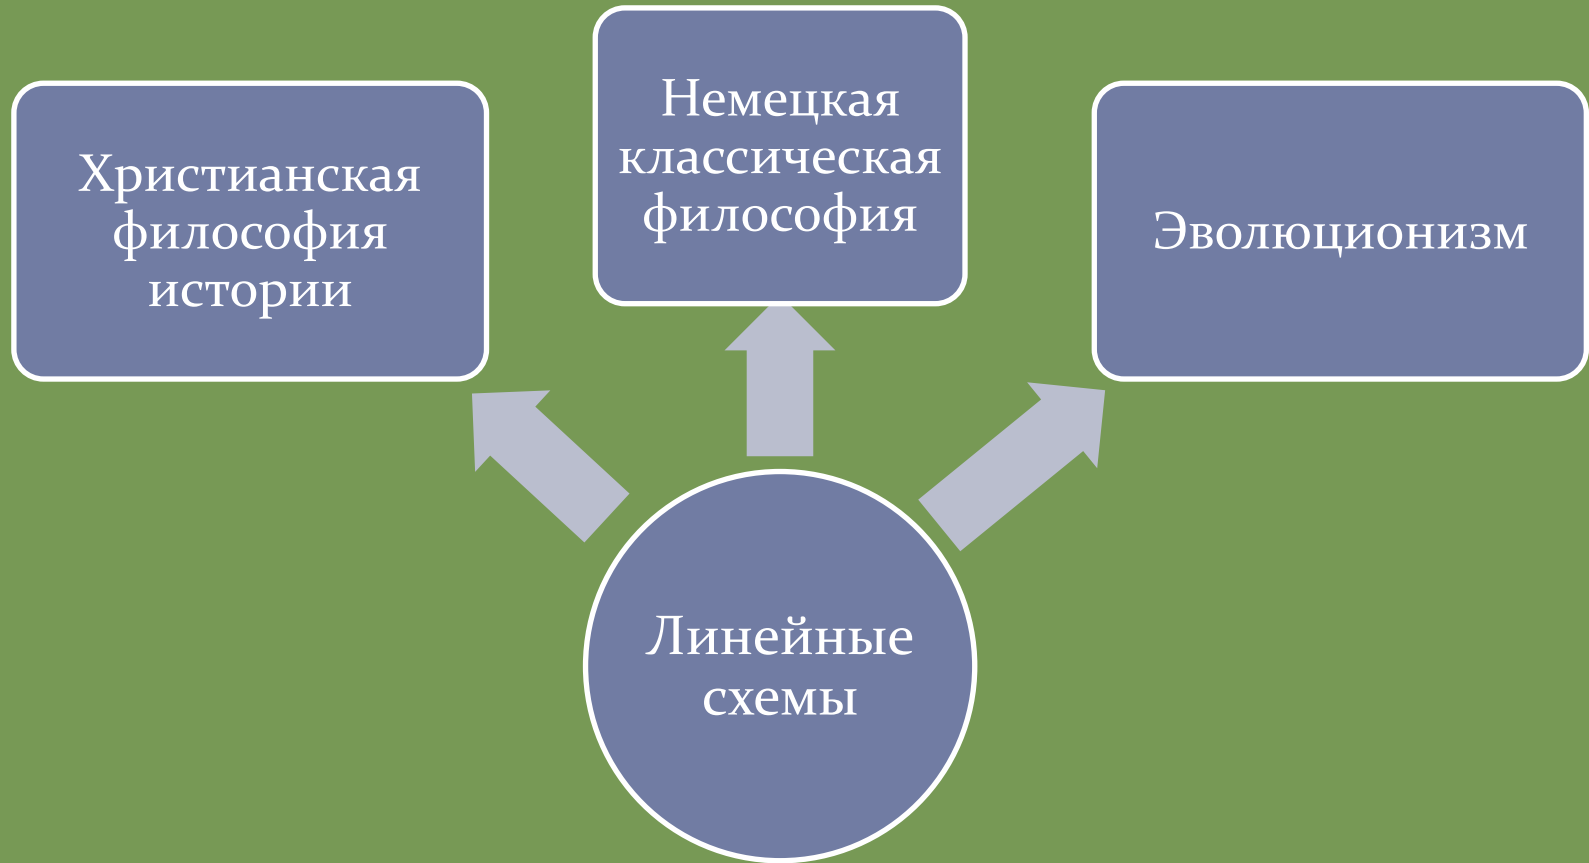 Христианская
философия
истории
Немецкая
классическая
философия
Эволюционизм
Линейные
схемы